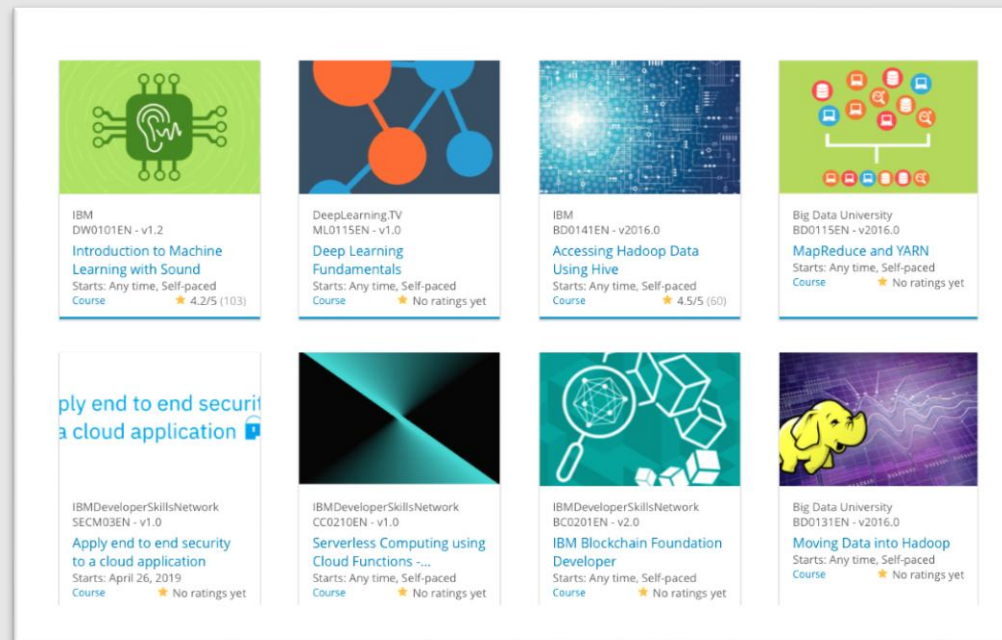 IBM
DW0101EN - v1.2
Introduction to Machine
Learning with Sound
Starts: Any time, Self-paced
Course 4.2/5 (103)
DeepLearning.TV
ML0115EN - v1.0
Deep Learning
Fundamentals
Starts: Any time, Self-paced
Course No ratings yet
IBM
BD0141EN - v2016.0
Accessing Hadoop Data
Using Hive
Starts: Any time, Self-paced
Course 4.5/5 (60)
Big Data University
BD0115EN - v2016.0
MapReduce and YARN
Starts: Any time, Self-paced
Course No ratings yet
ply end to end securit
a cloud application
IBMDeveloperSkillsNetwork
SECM03EN - v1.0
Apply end to end security
to a cloud application
Starts: April 26, 2019
Course No ratings yet
IBMDeveloperSkillsNetwork
CC0210EN - v1.0
Serverless Computing using
Cloud Functions -...
Starts: Any time, Self-paced
Course No ratings yet
IBMDeveloperSkillsNetwork
BC0201EN - v2.0
IBM Blockchain Foundation
Developer
Starts: Any time, Self-paced
Course No ratings yet
Big Data University
BD0131EN - v2016.0
Moving Data into Hadoop
Starts: Any time, Self-paced
Course No ratings yet